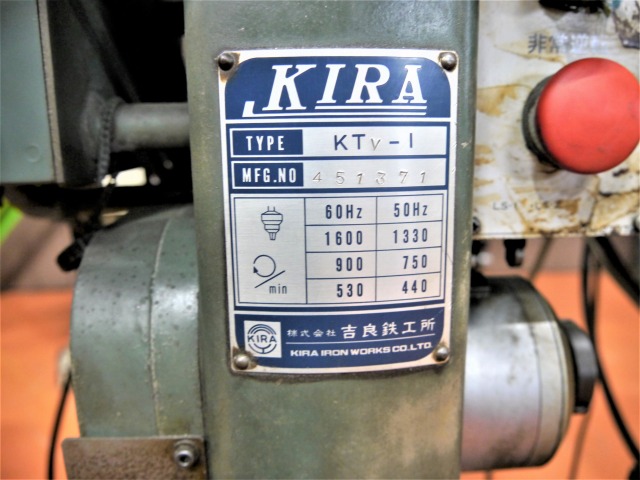 KIRA
TYPE KTV-1
MFG.NO 451371
60Hz 50Hz
1600 1330
900 750
/min 530 440
KIRA 株式会社 吉良鉄工所
KIRA IRON WORKS CO.LTD.
非常